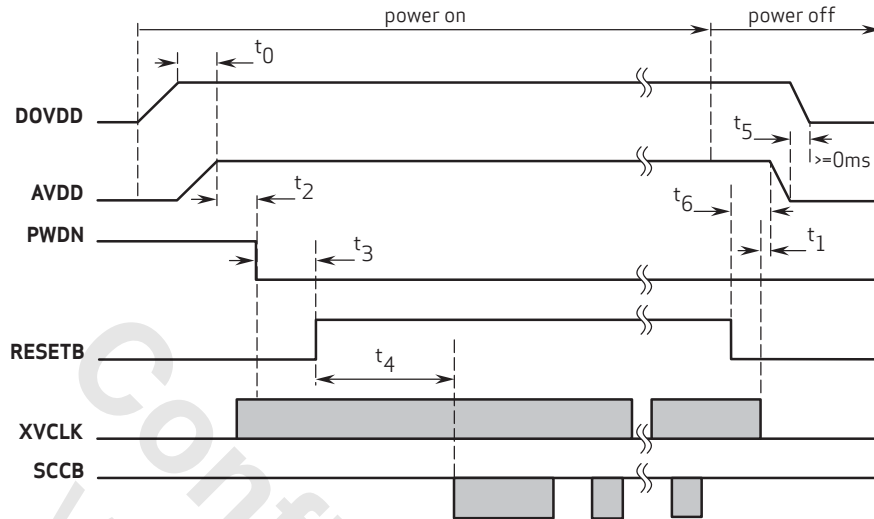 power on
power off
t0
DOVDD
t5
>=0ms
AVDD
t2
t6
PWDN
t3
t1
RESETB
t4
XVCLK
SCCB